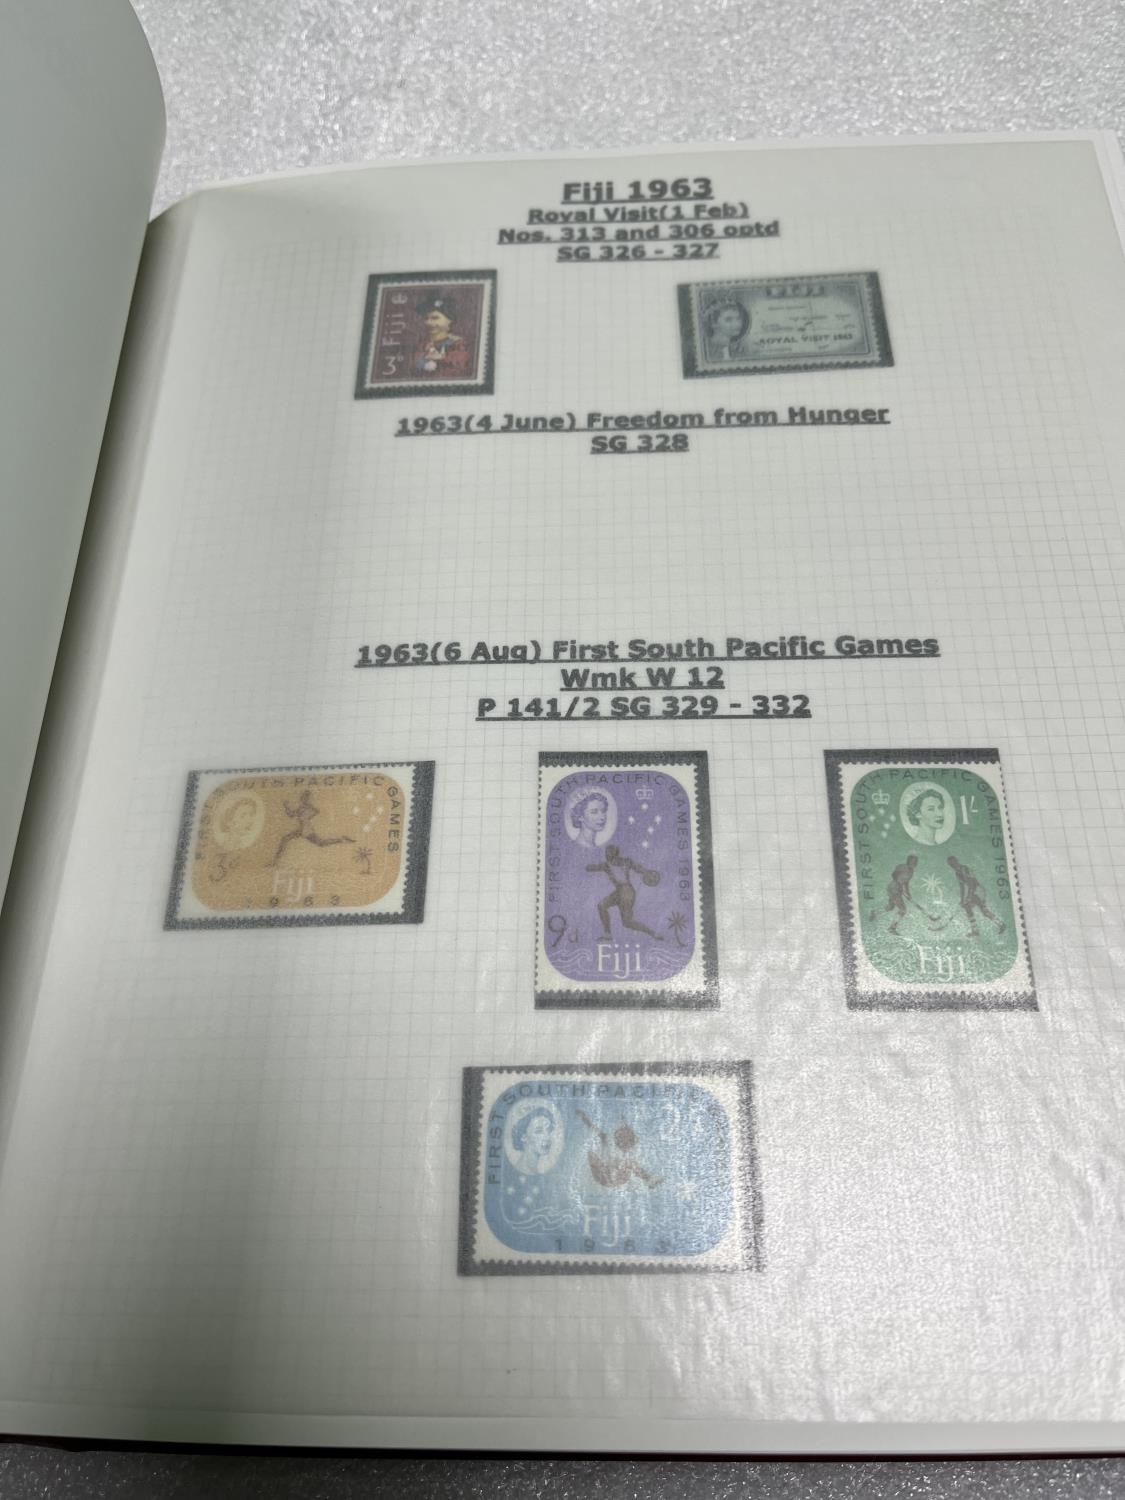 Fiji 1963
Royal Visit(1 Feb)
Nos. 313 and 306 optd
SG 326 - 327
Fiji
3d
FIJI
ROYAL VISIT 1963
1963(4 June) Freedom from Hunger
SG 328
1963(6 Aug) First South Pacific Games
Wmk W 12
P 141/2 SG 329 - 332
FIRST SOUTH PACIFIC GAMES
3d
Fiji
1963
FIRST SOUTH PACIFIC GAMES 1963
9d
Fiji
FIRST SOUTH PACIFIC GAMES 1963
1/-
Fiji
FIRST SOUTH PACIFIC
Fiji
1963